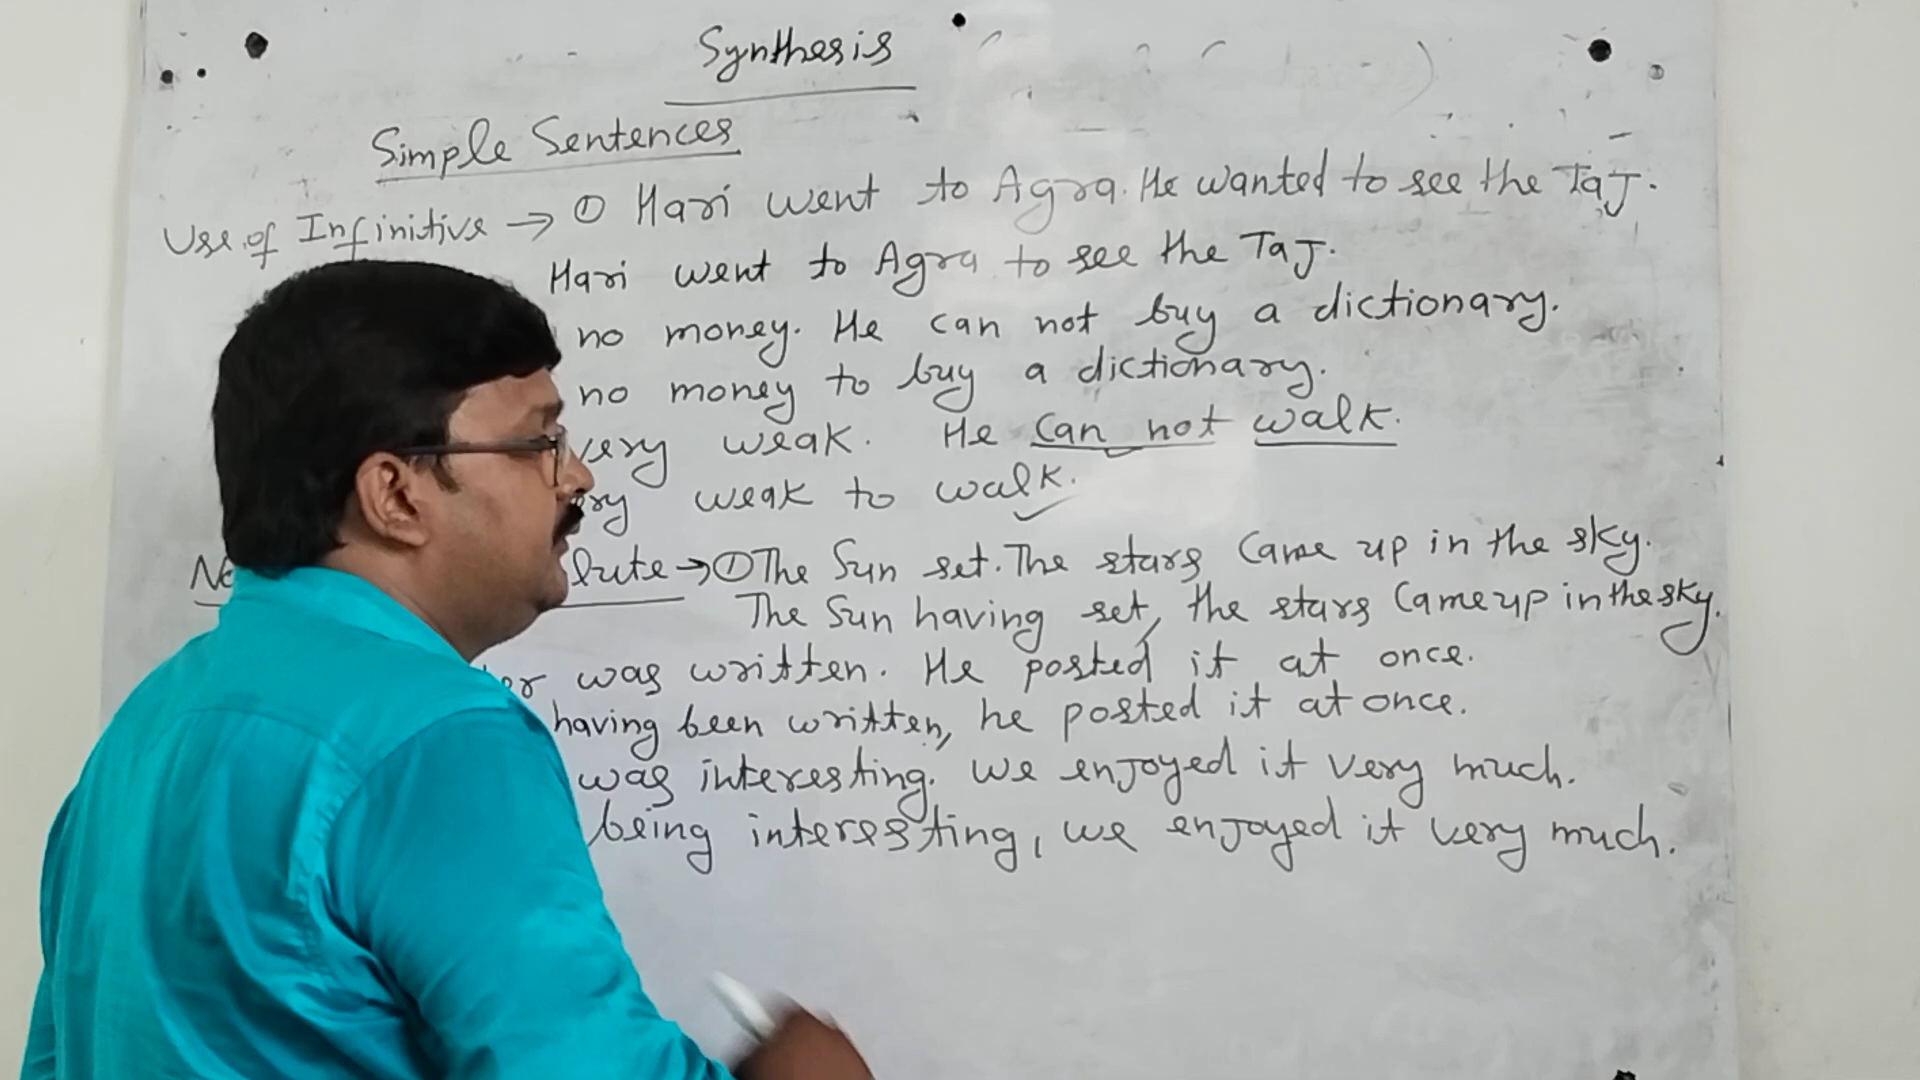 Synthesis
Simple Sentences
Use of Infinitive → ① Hari went to Agra. He wanted to see the Taj.
Hari went to Agra to see the Taj.
no money. He can not buy a dictionary.
no money to buy a dictionary.
very weak. He can not walk.
weak to walk.
→ ① The Sun set. The stars came up in the sky.
The Sun having set, the stars came up in the sky.
was written. He posted it at once.
having been written, he posted it at once.
was interesting. We enjoyed it very much.
being interesting, we enjoyed it very much.